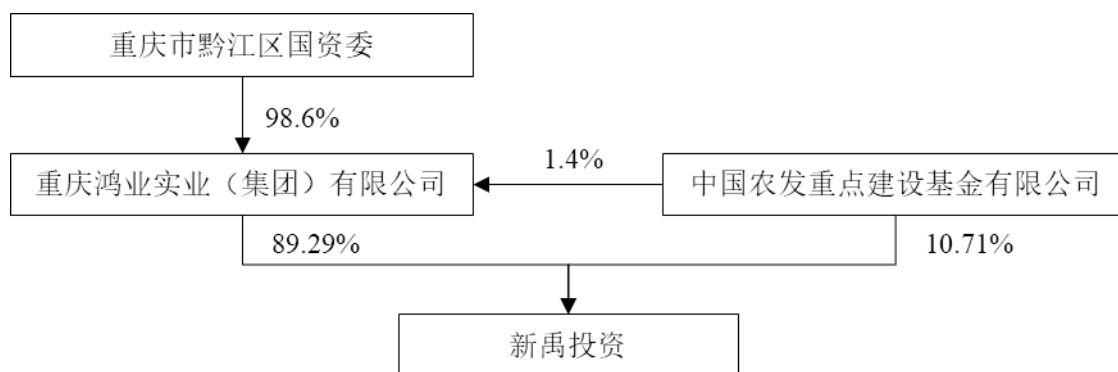 重庆市黔江区国资委
98.6%
重庆鸿业实业（集团）有限公司
1.4%
中国农发重点建设基金有限公司
89.29%
10.71%
新禹投资